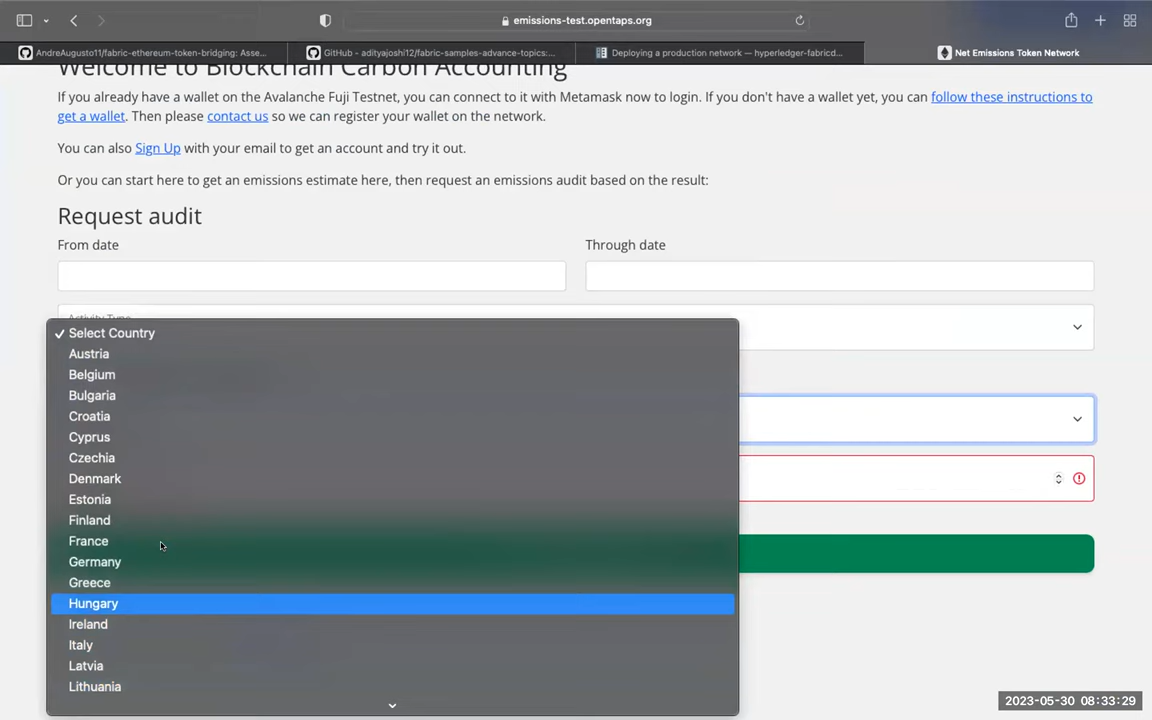 emissions-test.opentaps.org
AndreAugusto11/fabric-ethereum-token-bridging: Asse...
GitHub - adityajoshi12/fabric-samples-advance-topics:...
Deploying a production network — hyperledger-fabricd...
Net Emissions Token Network
Welcome to Blockchain Carbon Accounting
If you already have a wallet on the Avalanche Fuji Testnet, you can connect to it with Metamask now to login. If you don't have a wallet yet, you can follow these instructions to
get a wallet. Then please contact us so we can register your wallet on the network.
You can also Sign Up with your email to get an account and try it out.
Or you can start here to get an emissions estimate here, then request an emissions audit based on the result:
Request audit
From date
Through date
Activity Type
✓ Select Country
Austria
Belgium
Bulgaria
Croatia
Cyprus
Czechia
Denmark
Estonia
Finland
France
Germany
Greece
Hungary
Ireland
Italy
Latvia
Lithuania
2023-05-30 08:33:29